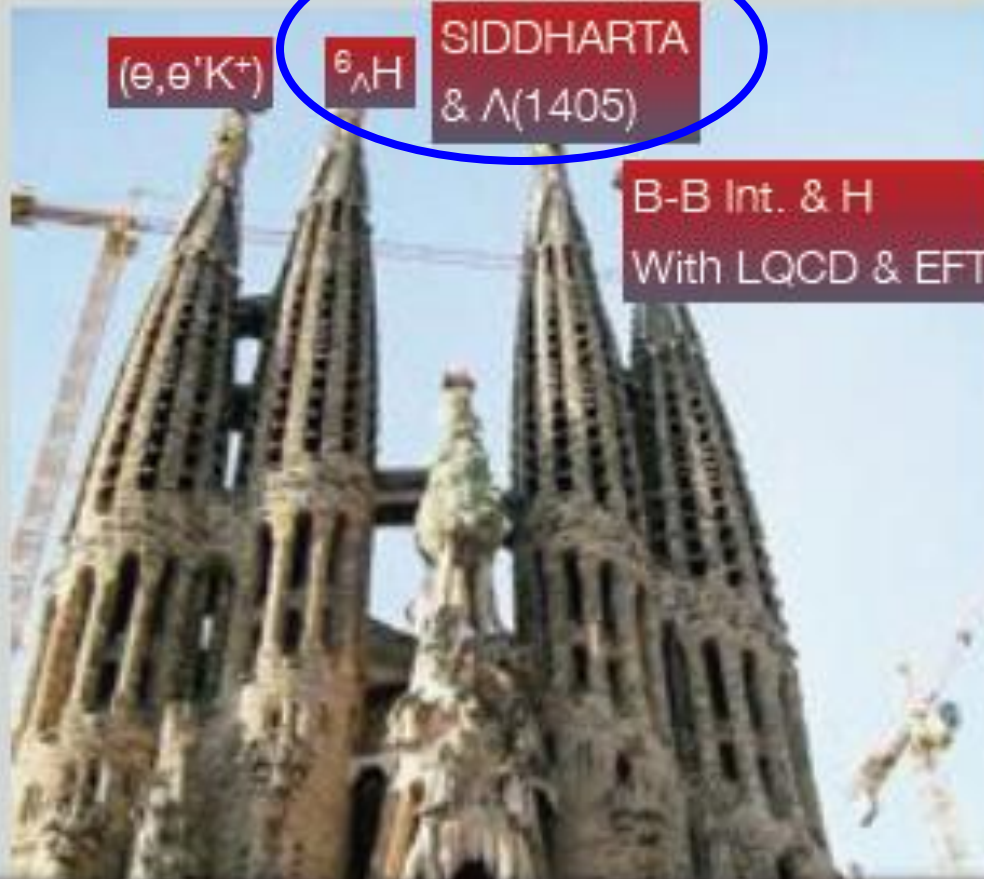 (e,e'K⁺)
⁶ΛH
SIDDHARTA
& Λ(1405)
B-B Int. & H
With LQCD & EFT